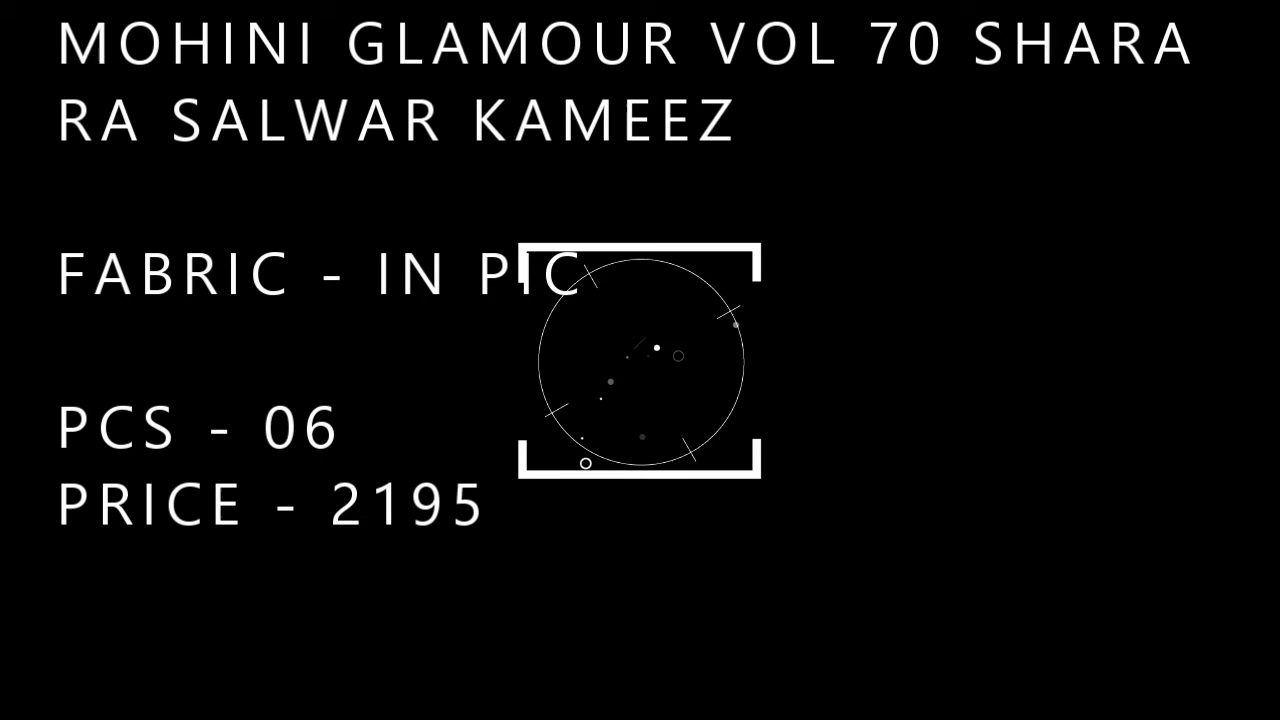 MOHINI GLAMOUR VOL 70 SHARA
RA SALWAR KAMEEZ
FABRIC - IN PIC
PCS - 06
PRICE - 2195